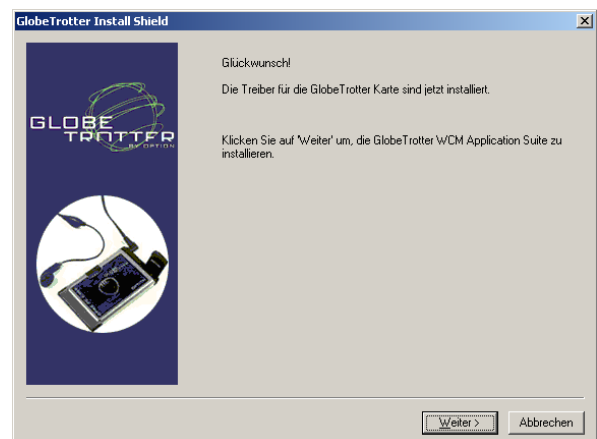 GlobeTrotter Install Shield
Glückwunsch!
Die Treiber für die GlobeTrotter Karte sind jetzt installiert.
Klicken Sie auf 'Weiter' um, die GlobeTrotter WCM Application Suite zu
installieren.
GLOBE
TROTTER
BY OPTION
Weiter >
Abbrechen